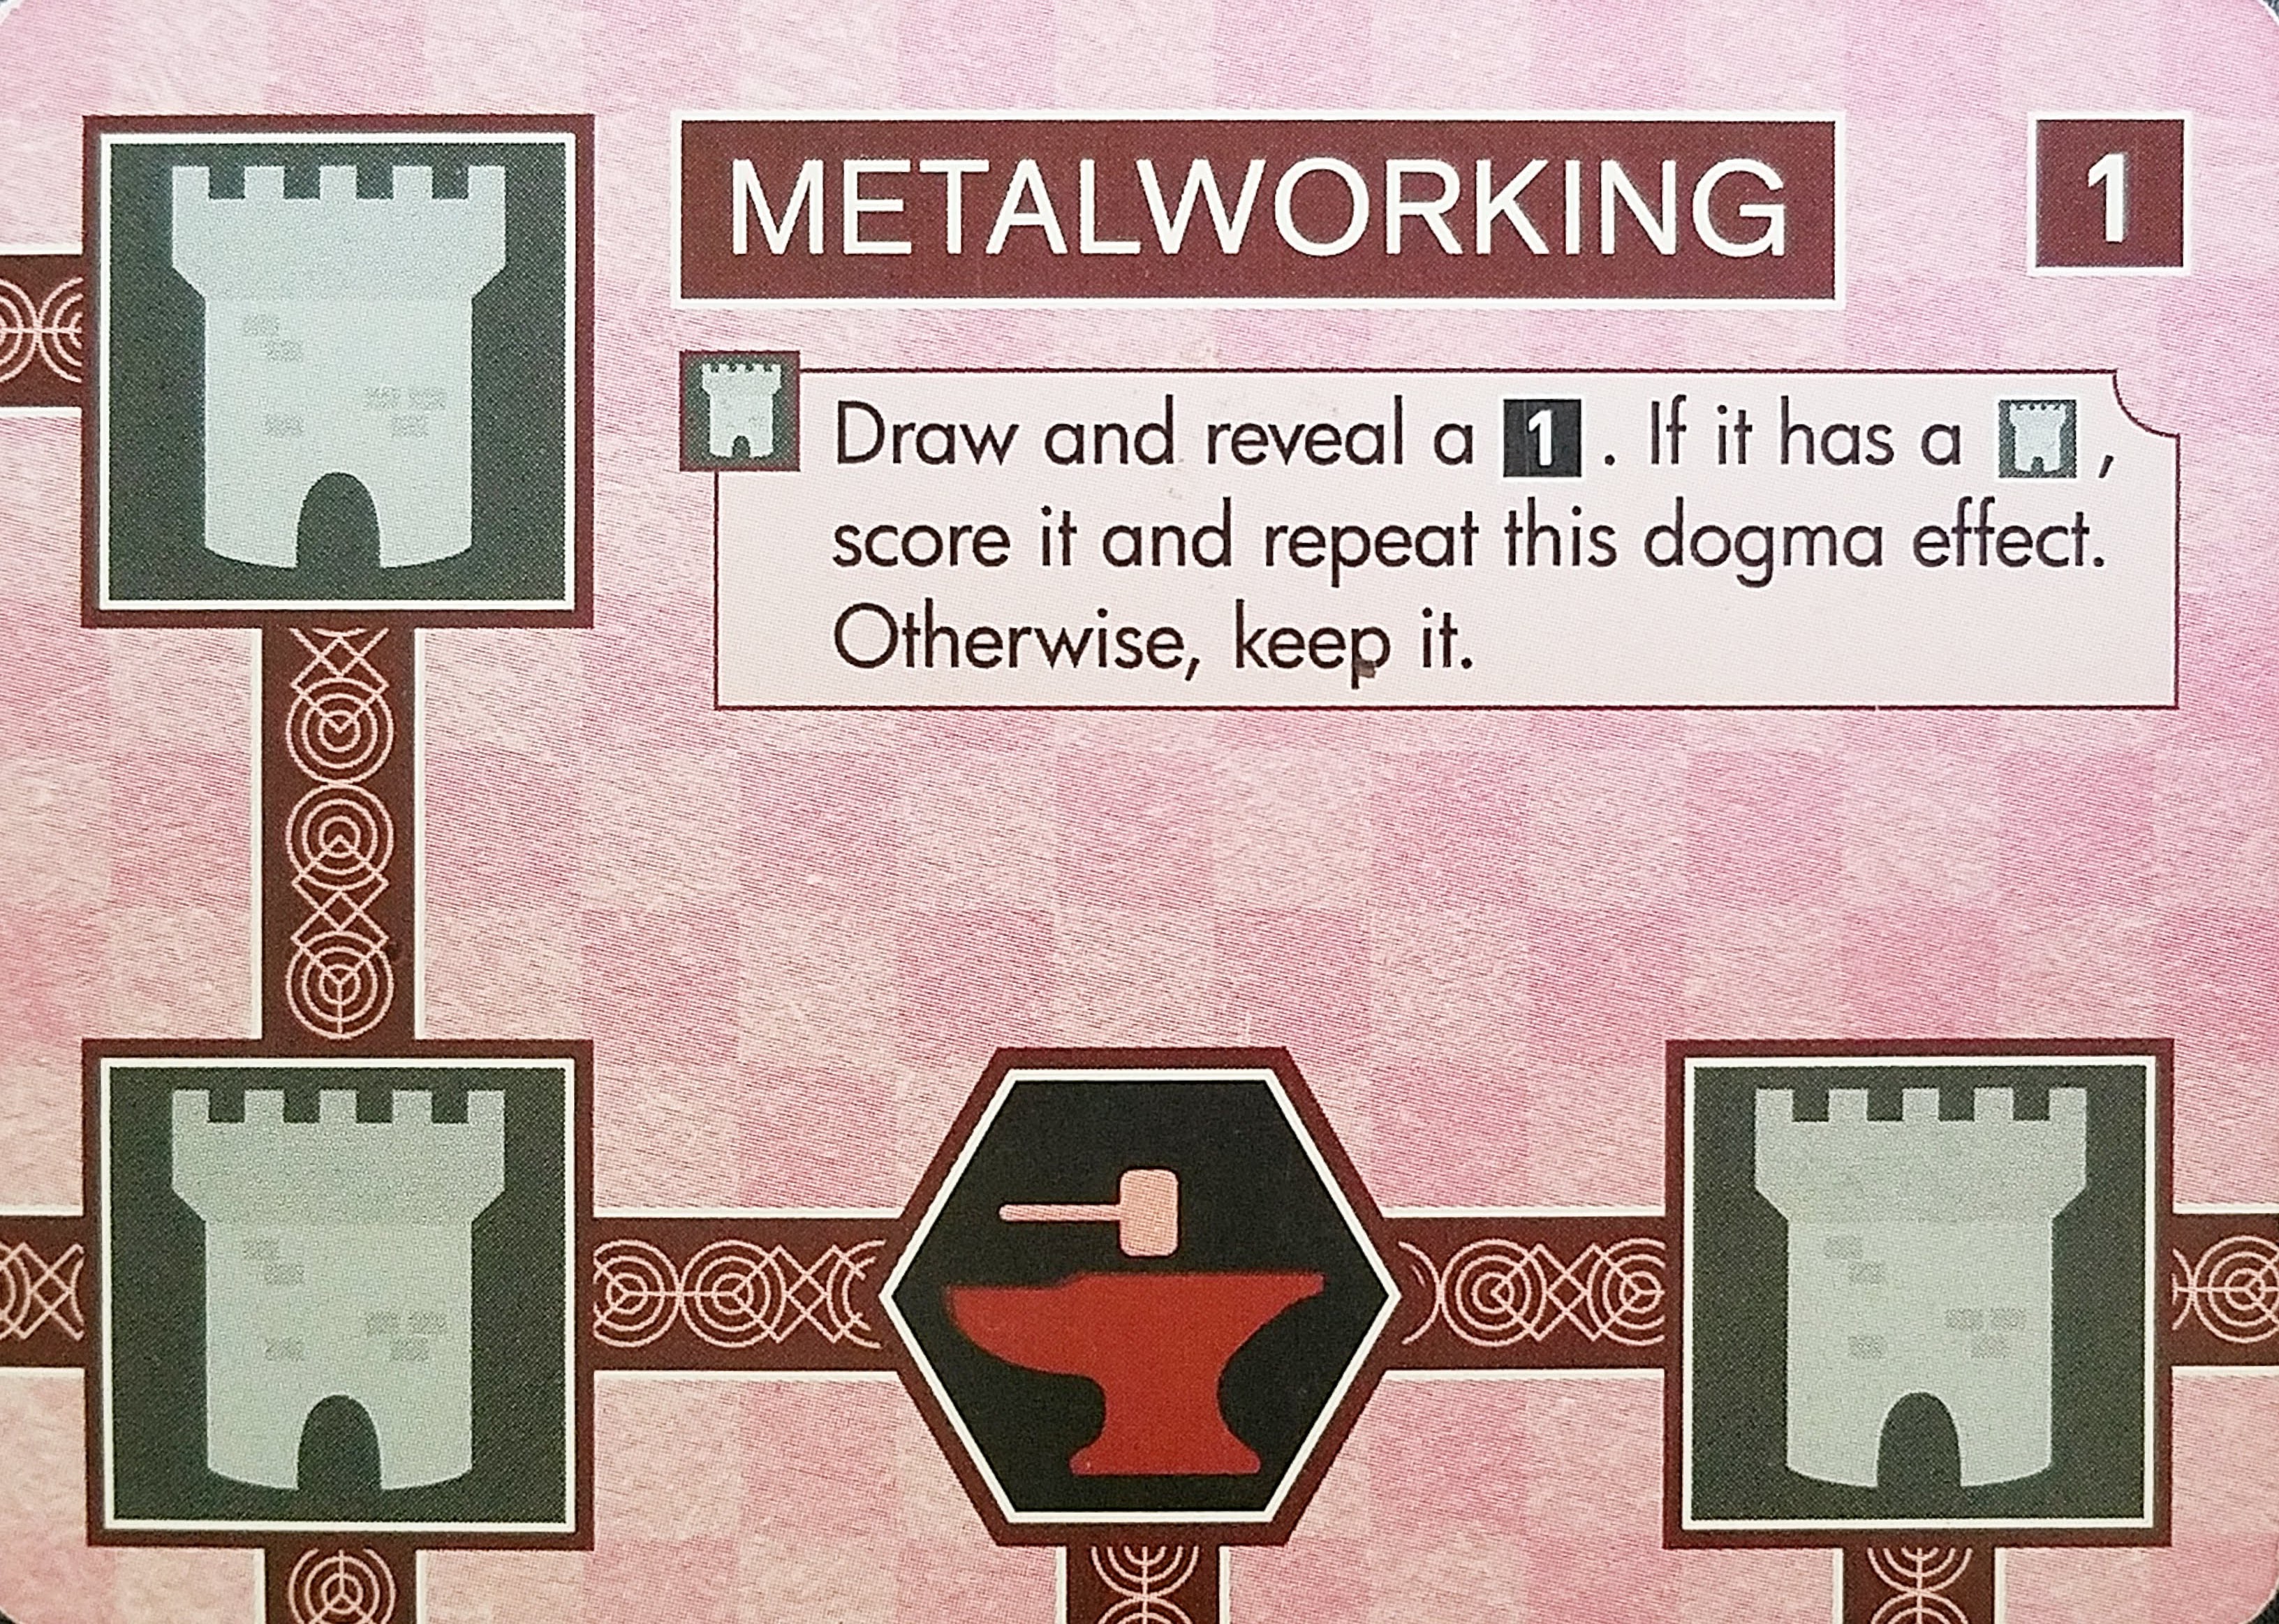 METALWORKING
1
Draw and reveal a 1. If it has a ,
score it and repeat this dogma effect.
Otherwise, keep it.